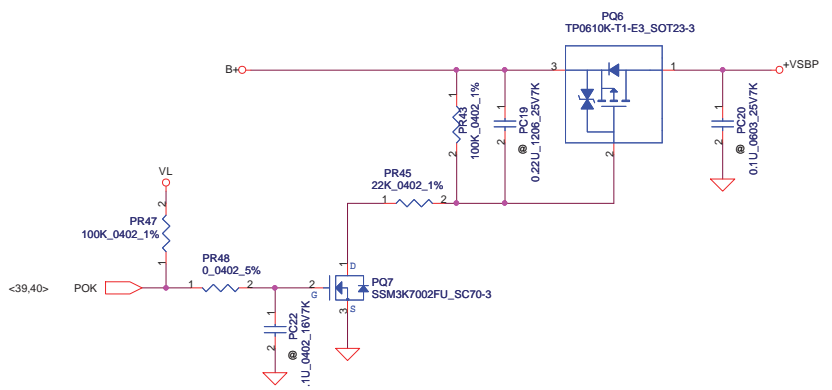 PQ6
TP0610K-T1-E3_SOT23-3
B+
3
1
+VSBP
1
PR43
100K_0402_1%
2
1
@ PC19
0.22U_1206_25V7K
2
2
1
@ PC20
0.1U_0603_25V7K
2
VL
PR45
22K_0402_1%
1
2
2
PR47
100K_0402_1%
1
PR48
0_0402_5%
<39,40>
POK
1
2
1
D
2
G
PQ7
SSM3K7002FU_SC70-3
3
S
1
@ PC22
.1U_0402_16V7K
2